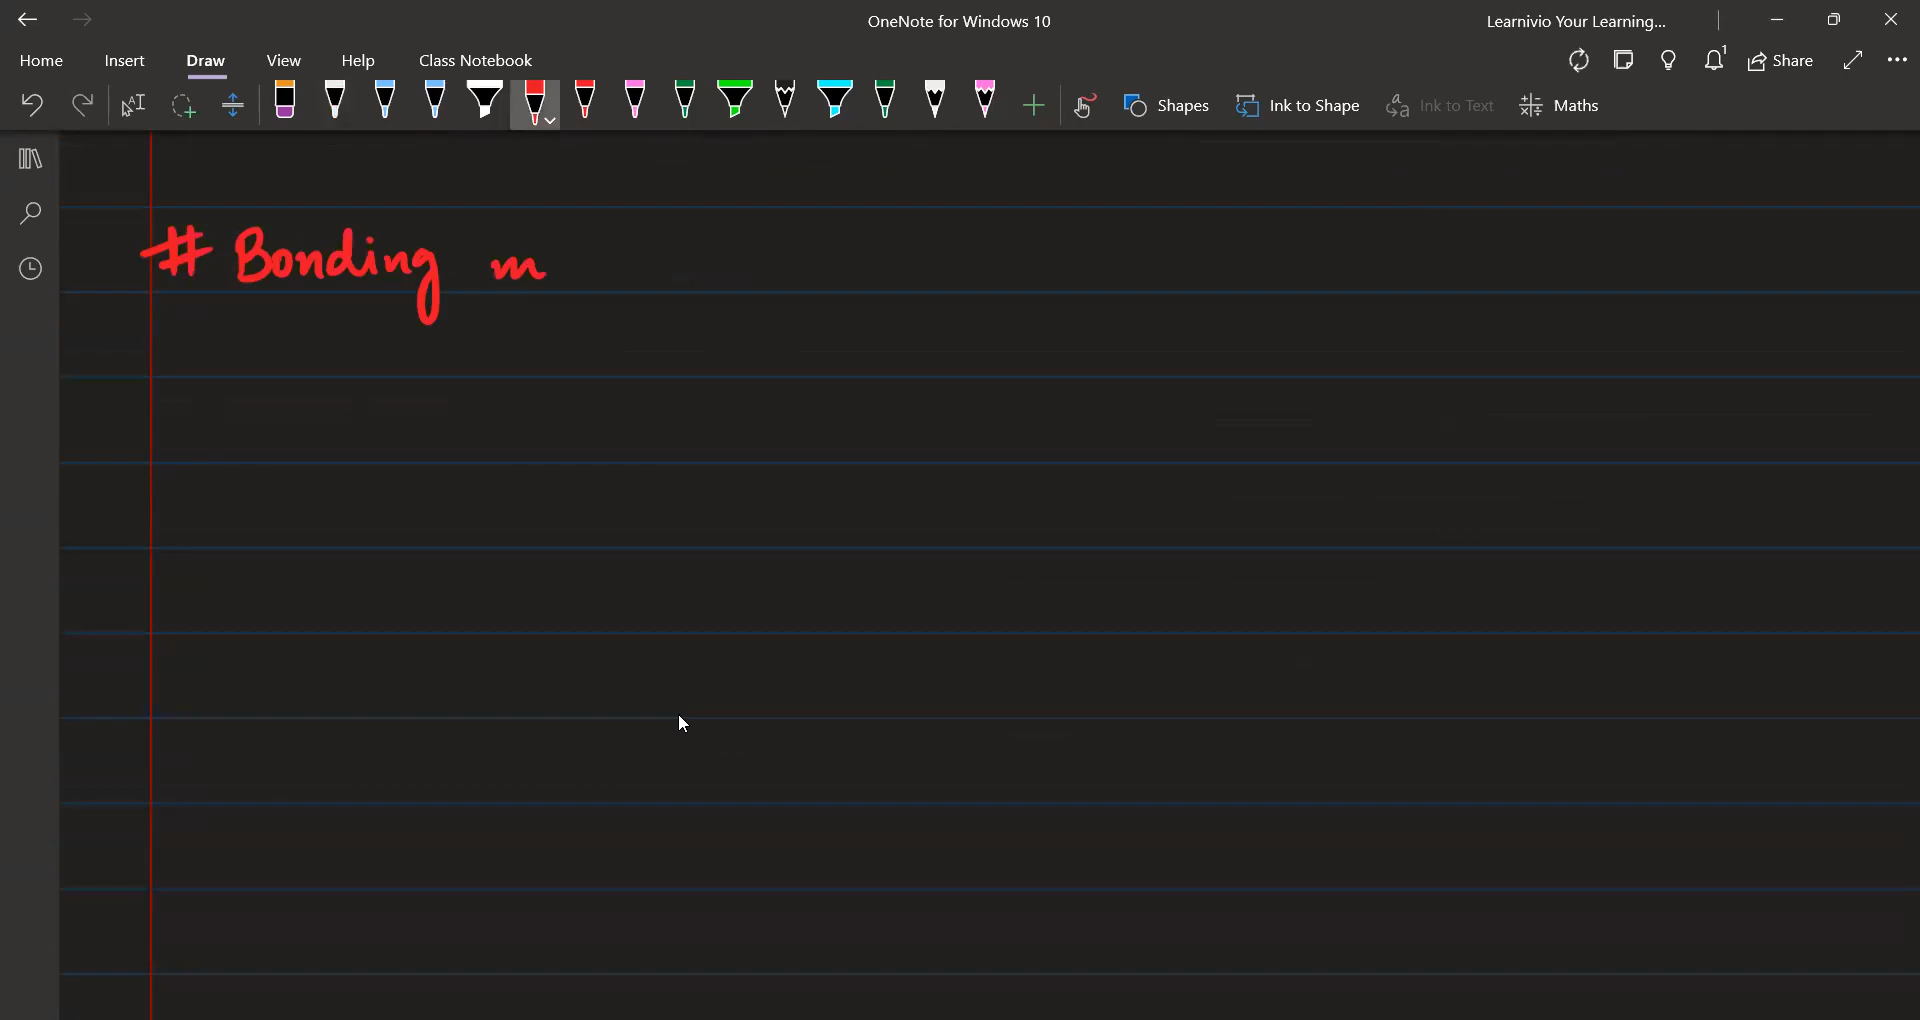 OneNote for Windows 10
Learnivio Your Learning...
Home Insert Draw View Help Class Notebook
1
Share
Shapes Ink to Shape Ink to Text Maths
# Bonding m